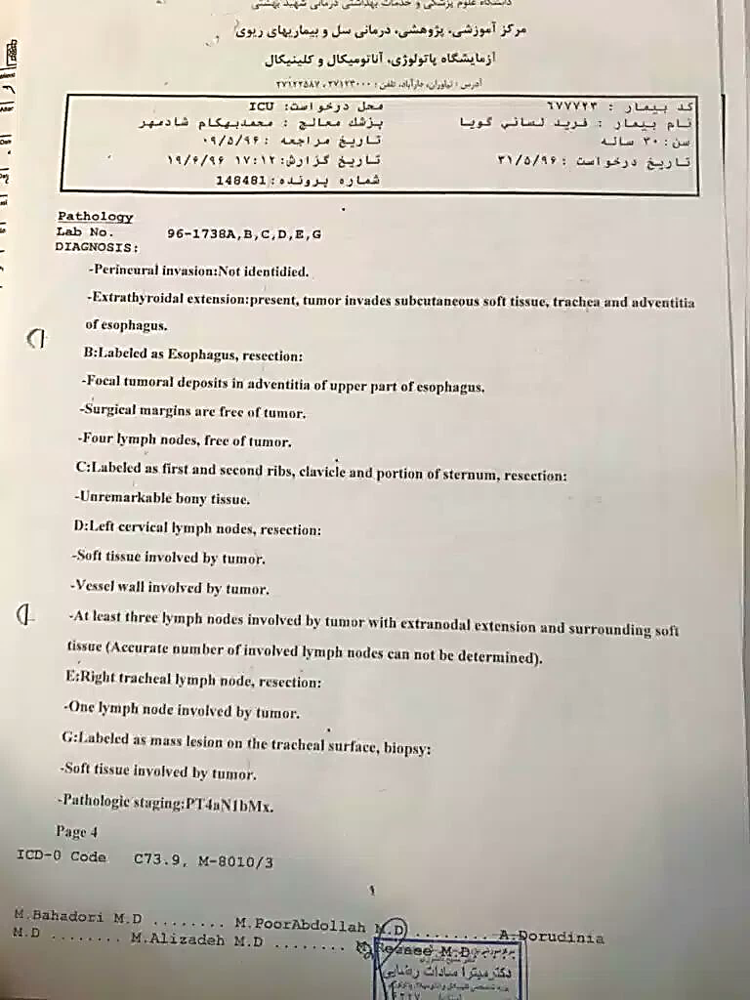 دانشگاه علوم پزشکی و خدمات بهداشتی درمانی شهید بهشتی
مرکز آموزشی، پژوهشی، درمانی سل و بیماریهای ریوی
آزمایشگاه پاتولوژی، آناتومیکال و کلینیکال
آدرس : نیاوران، دارآباد، تلفن : ۲۷۱۲۳۰۰۰ ، ۲۷۱۲۲۵۸۷
کد بیمار : ۶۷۷۷۲۳ محل درخواست: ICU
نام بیمار : فرید لسانی گویا پزشک معالج : محمدبهگام شادمهر
سن: ۳۰ ساله تاریخ مراجعه :۰۹/۵/۹۶
تاریخ درخواست :۳۱/۵/۹۶ تاریخ گزارش:۱۷:۱۲ ۱۹/۶/۹۶
شماره پرونده:148481
Pathology
Lab No. 96-1738A,B,C,D,E,G
DIAGNOSIS:
-Perineural invasion:Not identidied.
-Extrathyroidal extension:present, tumor invades subcutaneous soft tissue, trachea and adventitia
of esophagus.
B:Labeled as Esophagus, resection:
-Focal tumoral deposits in adventitia of upper part of esophagus.
-Surgical margins are free of tumor.
-Four lymph nodes, free of tumor.
C:Labeled as first and second ribs, clavicle and portion of sternum, resection:
-Unremarkable bony tissue.
D:Left cervical lymph nodes, resection:
-Soft tissue involved by tumor.
-Vessel wall involved by tumor.
-At least three lymph nodes involved by tumor with extranodal extension and surrounding soft
tissue (Accurate number of involved lymph nodes can not be determined).
E:Right tracheal lymph node, resection:
-One lymph node involved by tumor.
G:Labeled as mass lesion on the tracheal surface, biopsy:
-Soft tissue involved by tumor.
-Pathologic staging:PT4aN1bMx.
Page 4
ICD-0 Code C73.9, M-8010/3
M.Bahadori M.D ........ M.PoorAbdollah M.D ........ A.Dorudinia
M.D ........ M.Alizadeh M.D ........ M.Rezaee M.D.....
دکتر میترا سادات رضایی